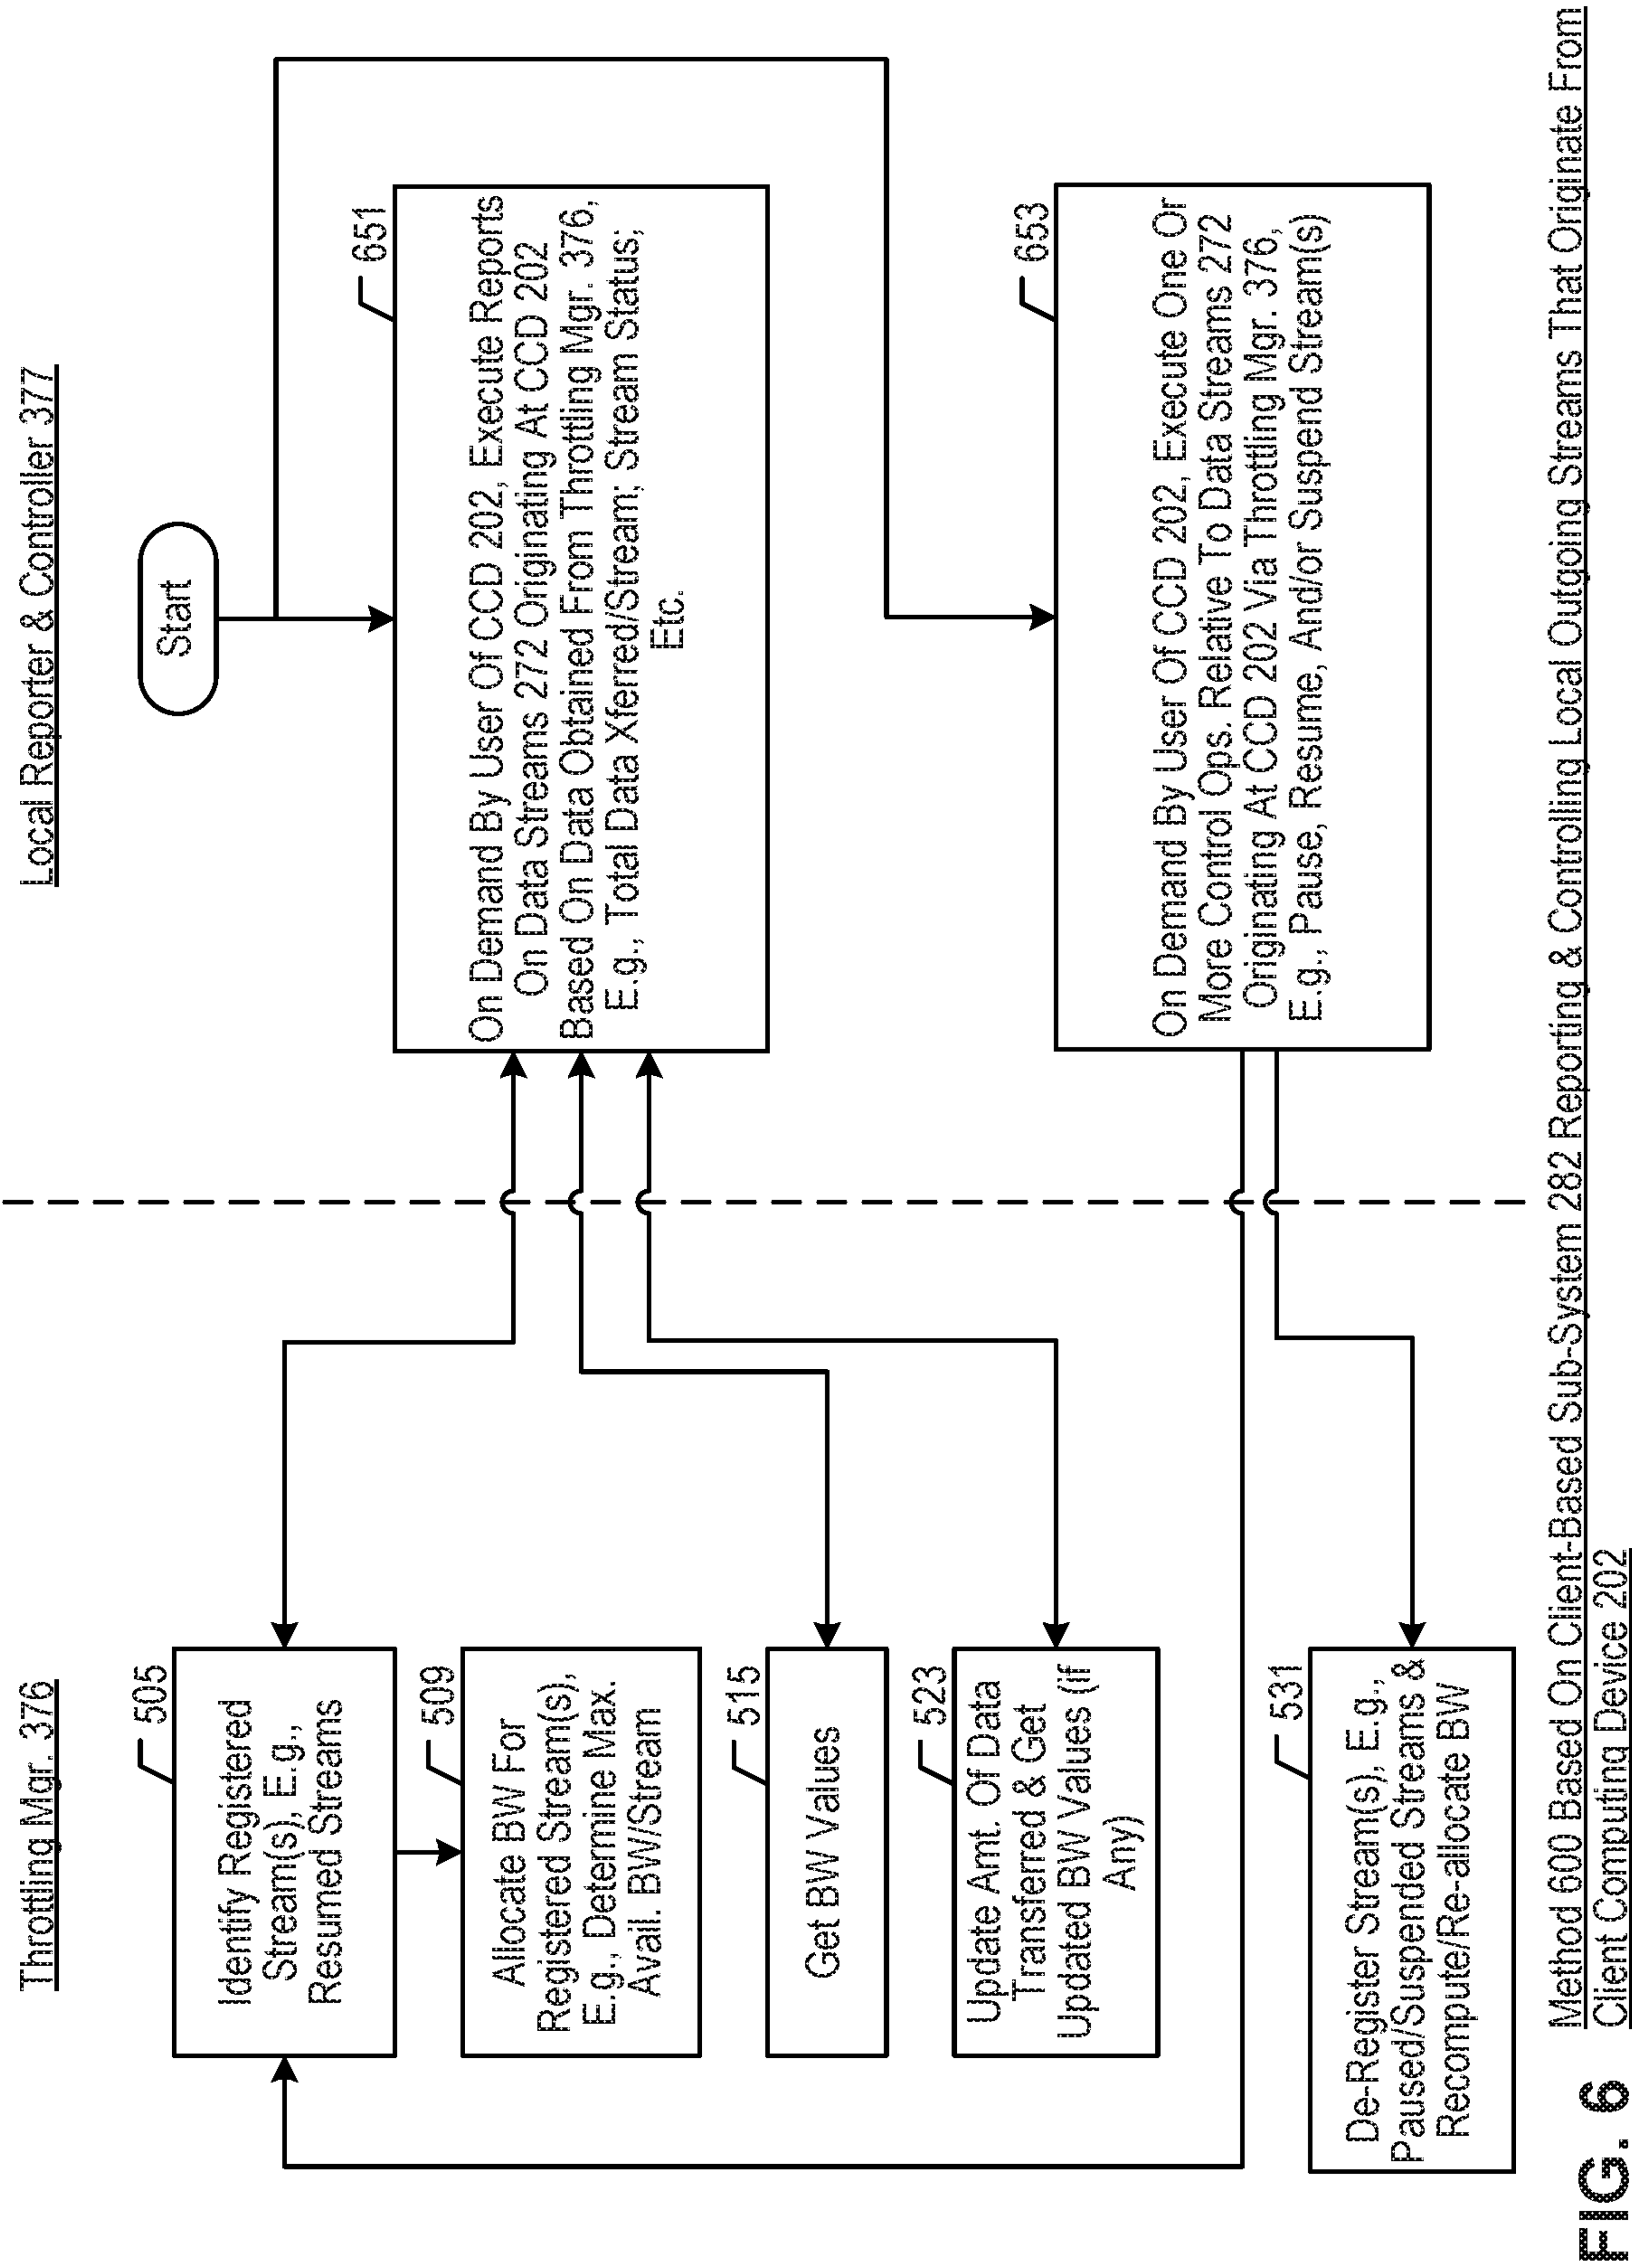 Throttling Mgr. 376
Local Reporter & Controller 377
Start
505
Identify Registered
Stream(s), E.g.,
Resumed Streams
509
Allocate BW For
Registered Stream(s),
E.g., Determine Max.
Avail. BW/Stream
515
Get BW Values
523
Update Amt. Of Data
Transferred & Get
Updated BW Values (if
Any)
531
De-Register Stream(s), E.g.,
Paused/Suspended Streams &
Recompute/Re-allocate BW
651
On Demand By User Of CCD 202, Execute Reports
On Data Streams 272 Originating At CCD 202
Based On Data Obtained From Throttling Mgr. 376,
E.g., Total Data Xferred/Stream; Stream Status;
Etc.
653
On Demand By User Of CCD 202, Execute One Or
More Control Ops. Relative To Data Streams 272
Originating At CCD 202 Via Throttling Mgr. 376,
E.g., Pause, Resume, And/or Suspend Stream(s)
FIG. 6 Method 600 Based On Client-Based Sub-System 282 Reporting & Controlling Local Outgoing Streams That Originate From
Client Computing Device 202